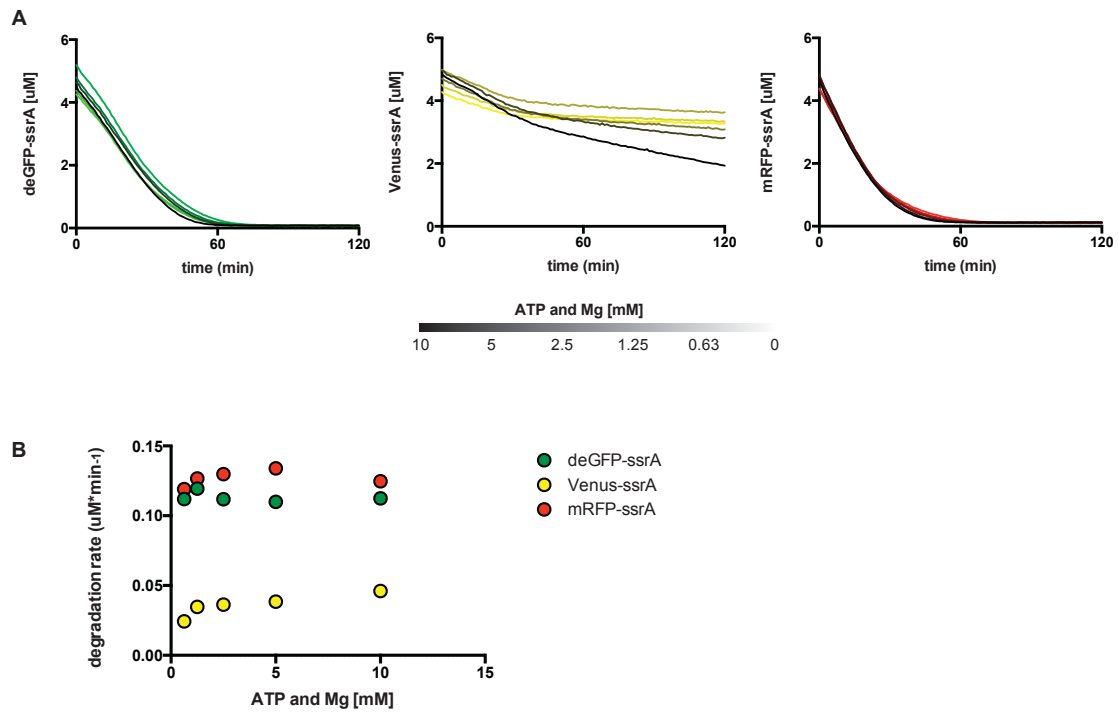 A
6
4
2
0
0
60
120
deGFP-ssrA [uM]
time (min)
6
4
2
0
0
60
120
Venus-ssrA [uM]
time (min)
6
4
2
0
0
60
120
mRFP-ssrA [uM]
time (min)
ATP and Mg [mM]
10 5 2.5 1.25 0.63 0
B
0.15
0.10
0.05
0.00
0 5 10 15
degradation rate (uM*min-1)
ATP and Mg [mM]
deGFP-ssrA
Venus-ssrA
mRFP-ssrA